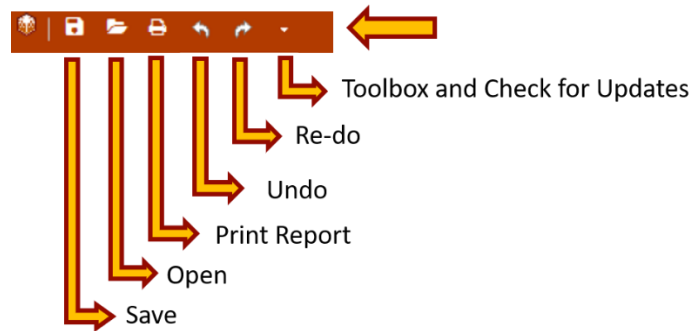 Toolbox and Check for Updates
Re-do
Undo
Print Report
Open
Save